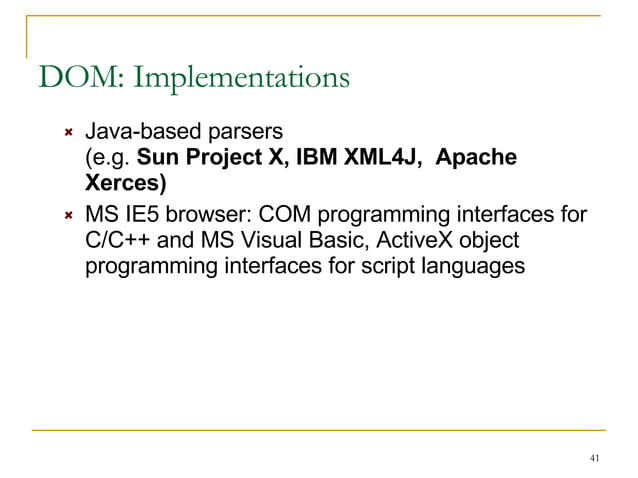 DOM: Implementations
Java-based parsers
(e.g. Sun Project X, IBM XML4J, Apache
Xerces)
MS IE5 browser: COM programming interfaces for
C/C++ and MS Visual Basic, ActiveX object
programming interfaces for script languages
41